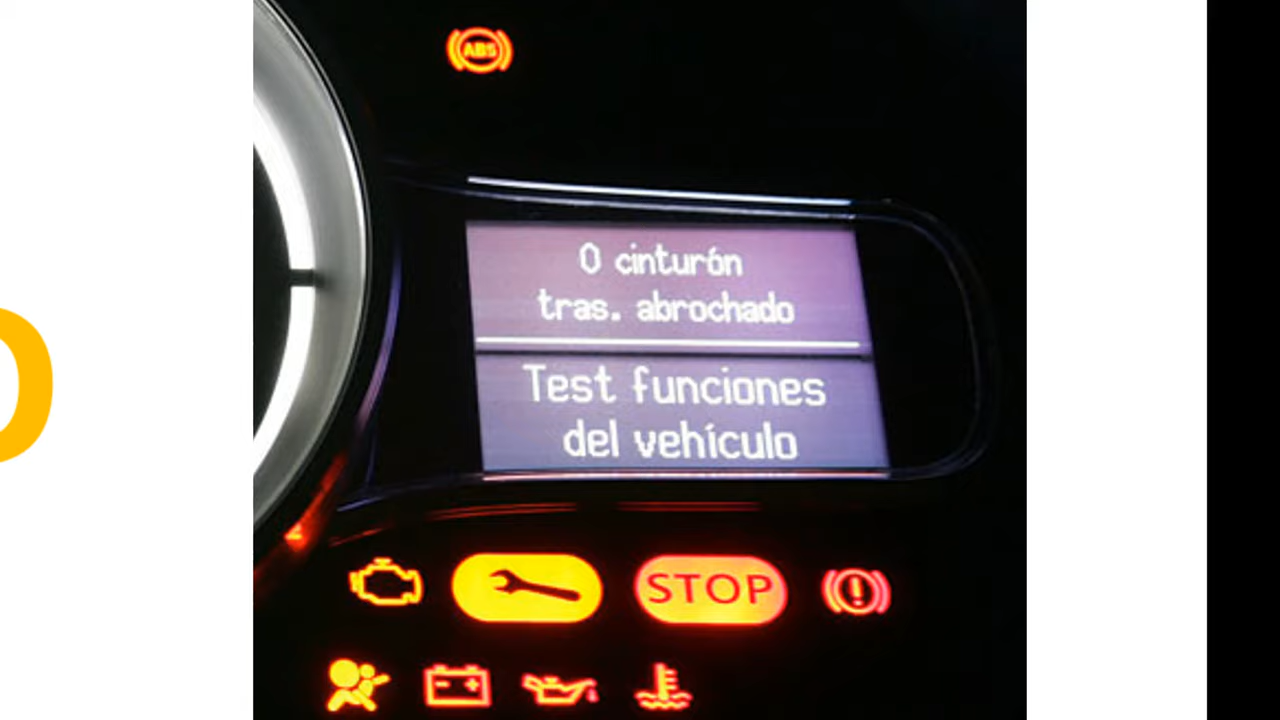 ABS
0 cinturón
tras. abrochado
Test funciones
del vehículo
STOP